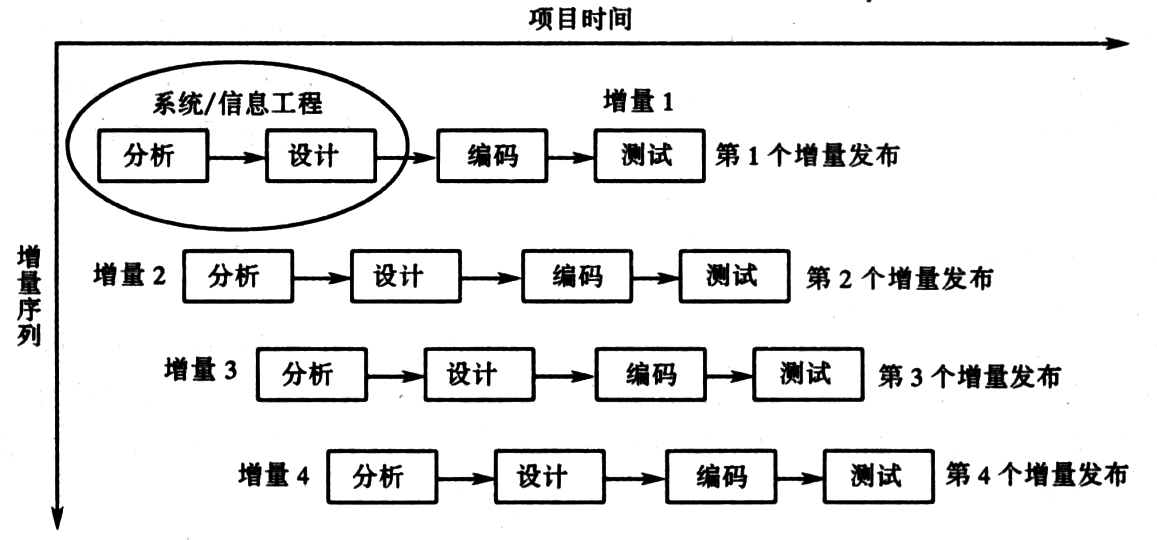 项目时间
系统/信息工程
增量 1
分析
设计
编码
测试
第 1 个增量发布
增量序列
增量 2
分析
设计
编码
测试
第 2 个增量发布
增量 3
分析
设计
编码
测试
第 3 个增量发布
增量 4
分析
设计
编码
测试
第 4 个增量发布